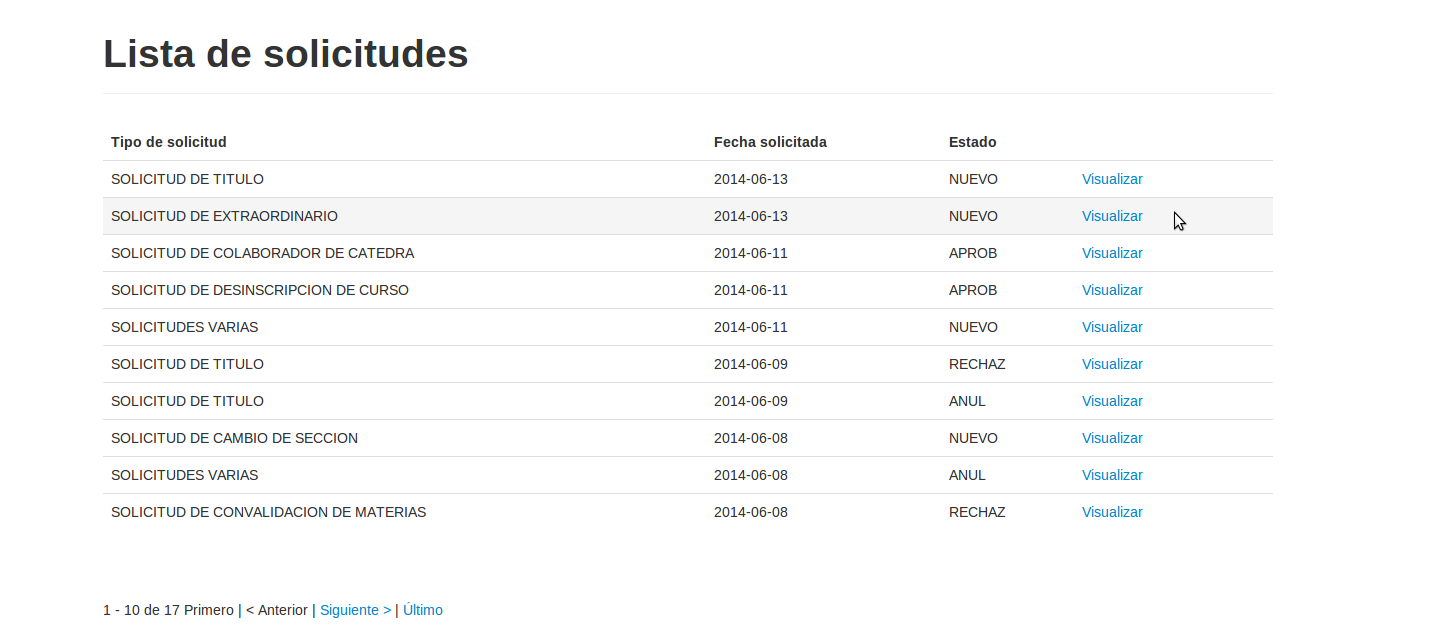 Lista de solicitudes
Tipo de solicitud Fecha solicitada Estado
SOLICITUD DE TITULO 2014-06-13 NUEVO Visualizar
SOLICITUD DE EXTRAORDINARIO 2014-06-13 NUEVO Visualizar
SOLICITUD DE COLABORADOR DE CATEDRA 2014-06-11 APROB Visualizar
SOLICITUD DE DESINSCRIPCION DE CURSO 2014-06-11 APROB Visualizar
SOLICITUDES VARIAS 2014-06-11 NUEVO Visualizar
SOLICITUD DE TITULO 2014-06-09 RECHAZ Visualizar
SOLICITUD DE TITULO 2014-06-09 ANUL Visualizar
SOLICITUD DE CAMBIO DE SECCION 2014-06-08 NUEVO Visualizar
SOLICITUDES VARIAS 2014-06-08 ANUL Visualizar
SOLICITUD DE CONVALIDACION DE MATERIAS 2014-06-08 RECHAZ Visualizar
1 - 10 de 17 Primero | < Anterior | Siguiente > | Último